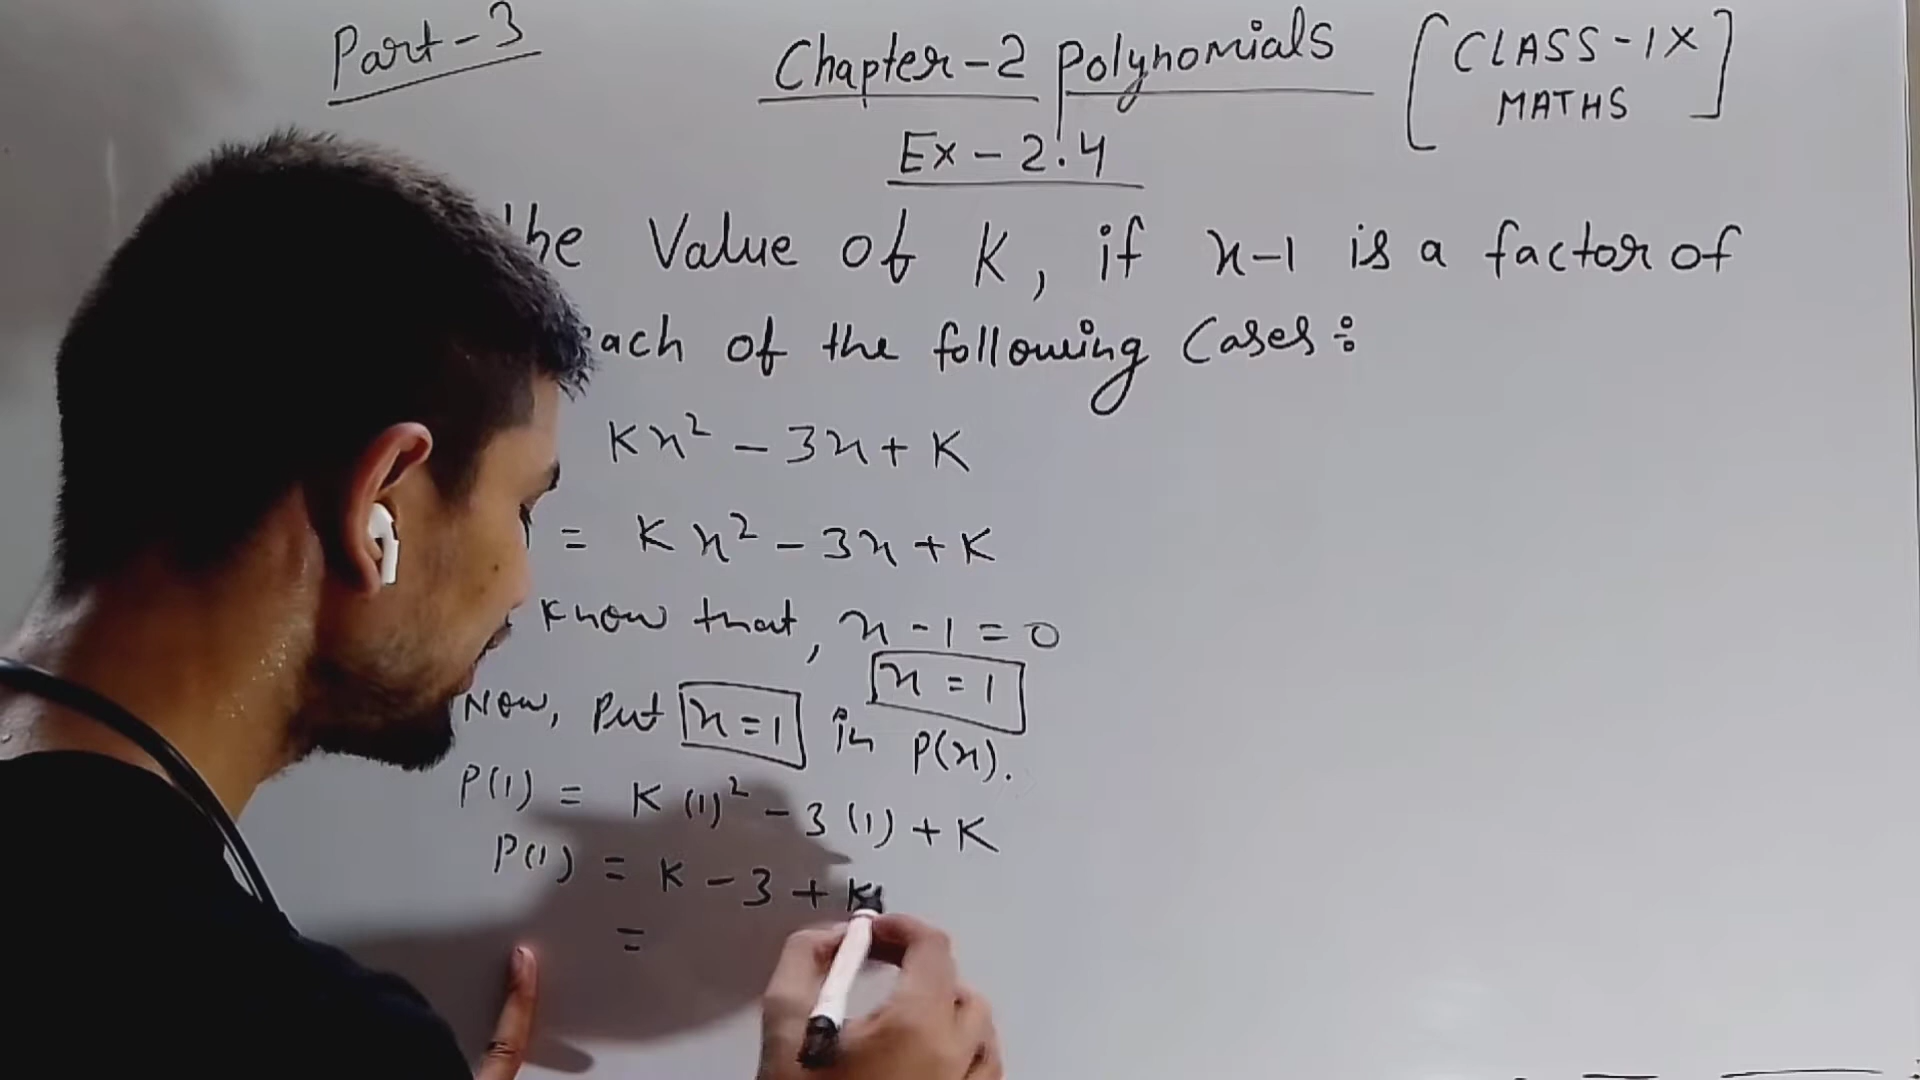 Part-3
Chapter-2 Polynomials [CLASS-IX MATHS]
Ex-2.4
he Value of K, if x-1 is a factor of
ach of the following Cases:
Kx² - 3x + K
= Kx² - 3x + K
Know that, x - 1 = 0
x = 1
Now, Put x = 1 in P(x).
P(1) = K(1)² - 3(1) + K
P(1) = K - 3 + K
=